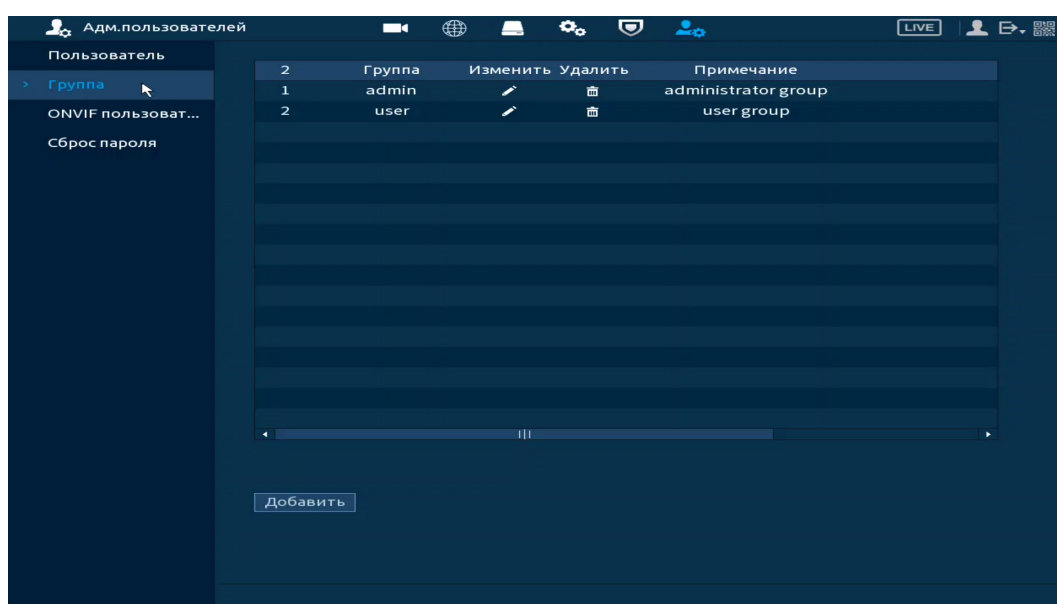 Адм.пользователей
LIVE
Пользователь
Группа
ONVIF пользоват...
Сброс пароля
2 Группа Изменить Удалить Примечание
1 admin administrator group
2 user user group
Добавить